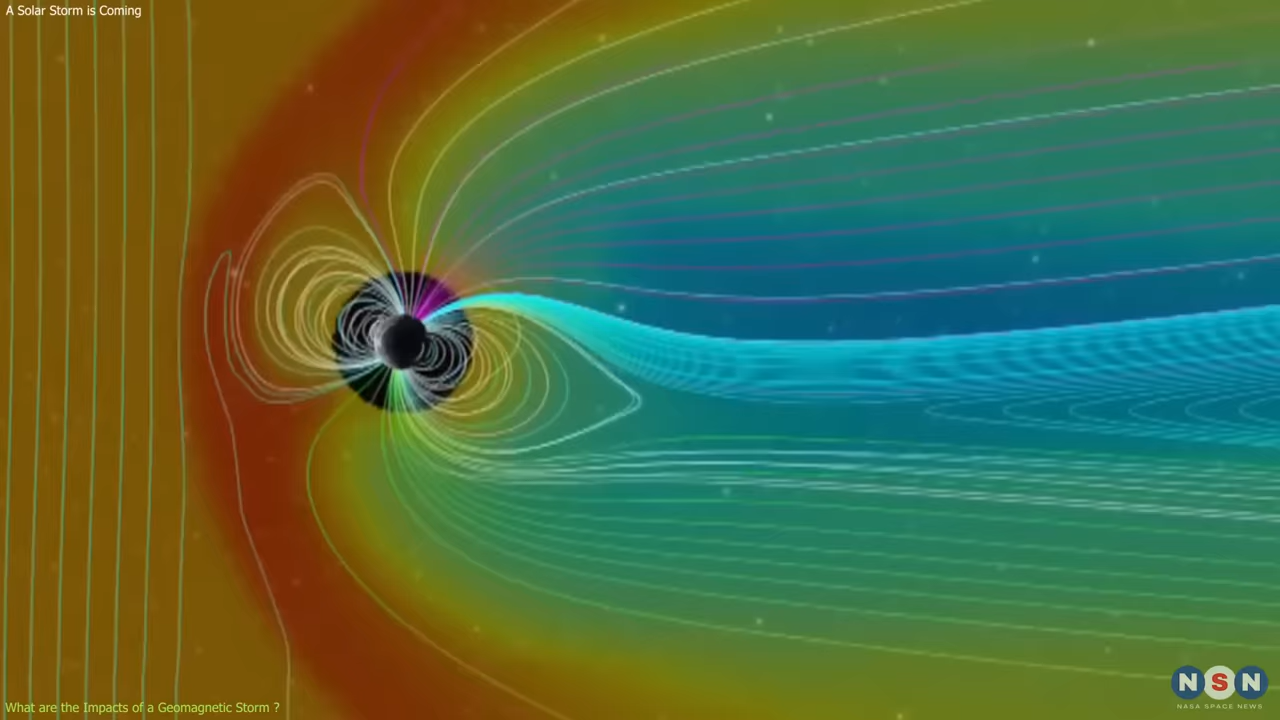 A Solar Storm is Coming
What are the Impacts of a Geomagnetic Storm ?
NSN
NASA SPACE NEWS